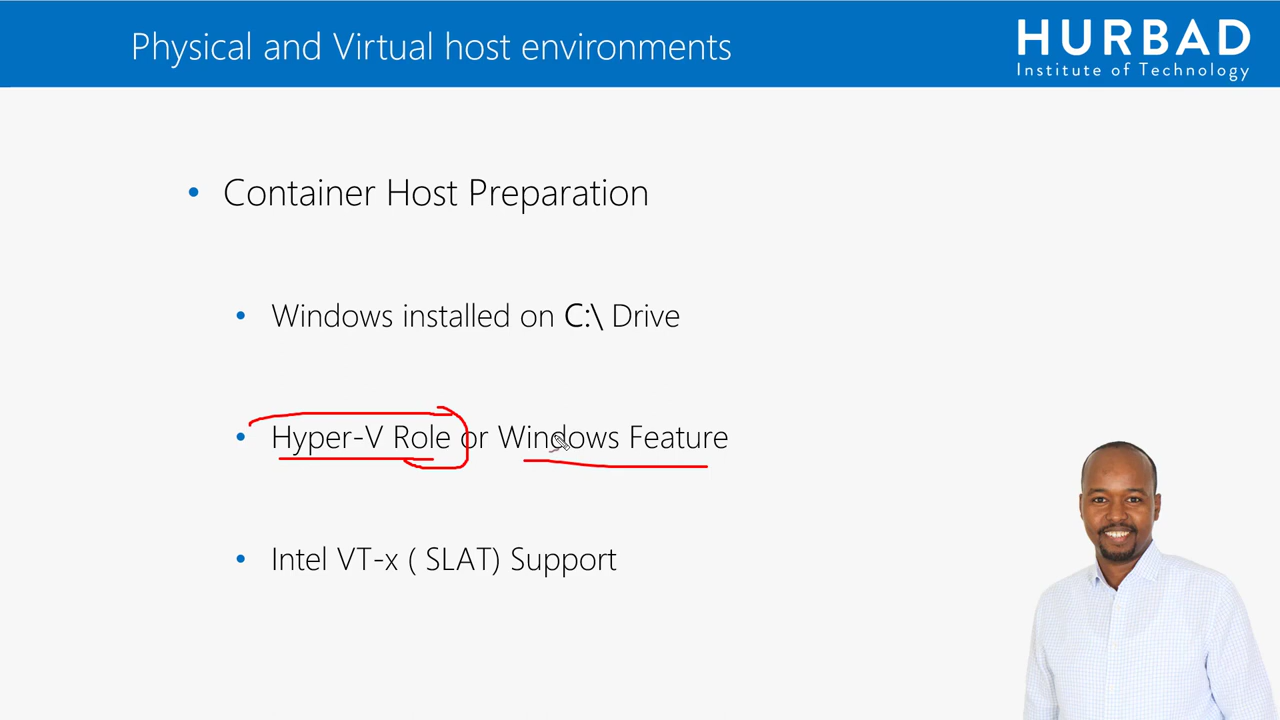 Physical and Virtual host environments
HURBAD
Institute of Technology
• Container Host Preparation
• Windows installed on C:\ Drive
• Hyper-V Role or Windows Feature
• Intel VT-x ( SLAT) Support